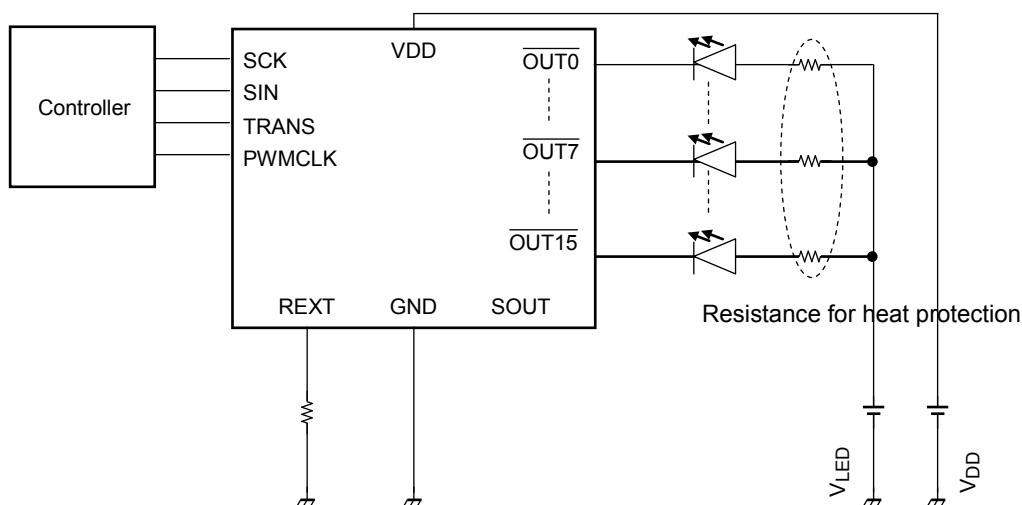 Controller
SCK
SIN
TRANS
PWMCLK
VDD
OUT0
OUT7
OUT15
REXT
GND
SOUT
Resistance for heat protection
VLED
VDD